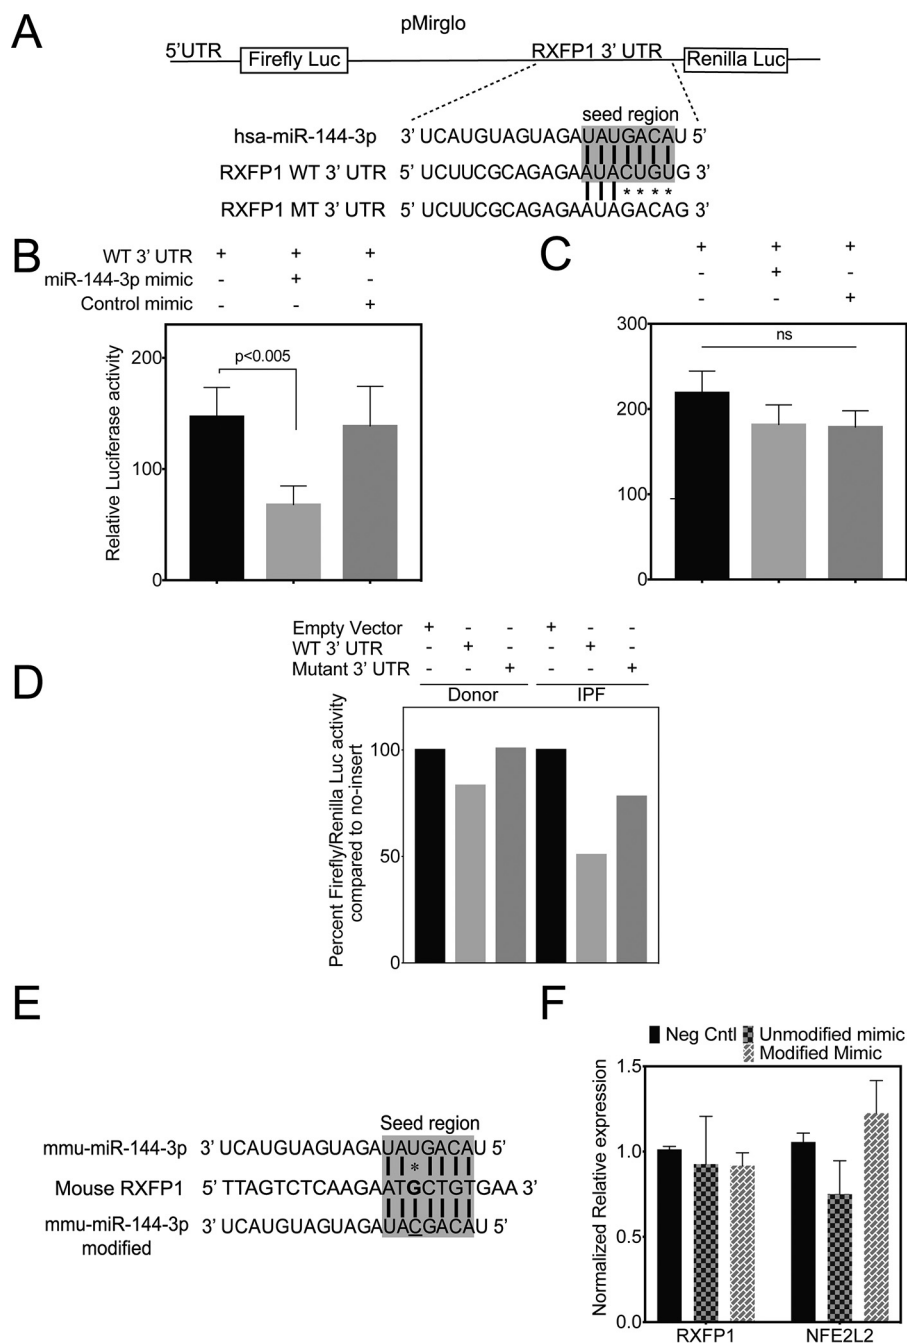 A
pMirglo
5'UTR Firefly Luc RXFP1 3' UTR Renilla Luc
seed region
hsa-miR-144-3p 3' UCAUGUAGUAGAUAUGACAU 5'
RXFP1 WT 3' UTR 5' UCUUCGCAGAGAAUACUGUG 3'
* * * *
RXFP1 MT 3' UTR 5' UCUUCGCAGAGAAUAGACAG 3'
B
WT 3' UTR + + +
miR-144-3p mimic - + -
Control mimic - - +
Relative Luciferase activity
200
100
0
p<0.005
C
+ + +
- + -
- - +
300
200
100
0
ns
D
Empty Vector + - - + - -
WT 3' UTR - + - - + -
Mutant 3' UTR - - + - - +
Donor IPF
Percent Firefly/Renilla Luc activity
compared to no-insert
100
50
0
E
Seed region
mmu-miR-144-3p 3' UCAUGUAGUAGAUAUGACAU 5'
*
Mouse RXFP1 5' TTAGTCTCAAGAATGCTGTGAA 3'
mmu-miR-144-3p 3' UCAUGUAGUAGAUACGACAU 5'
modified
F
Neg Cntl Unmodified mimic
Modified Mimic
Normalized Relative expression
1.5
1.0
0.5
0.0
RXFP1 NFE2L2